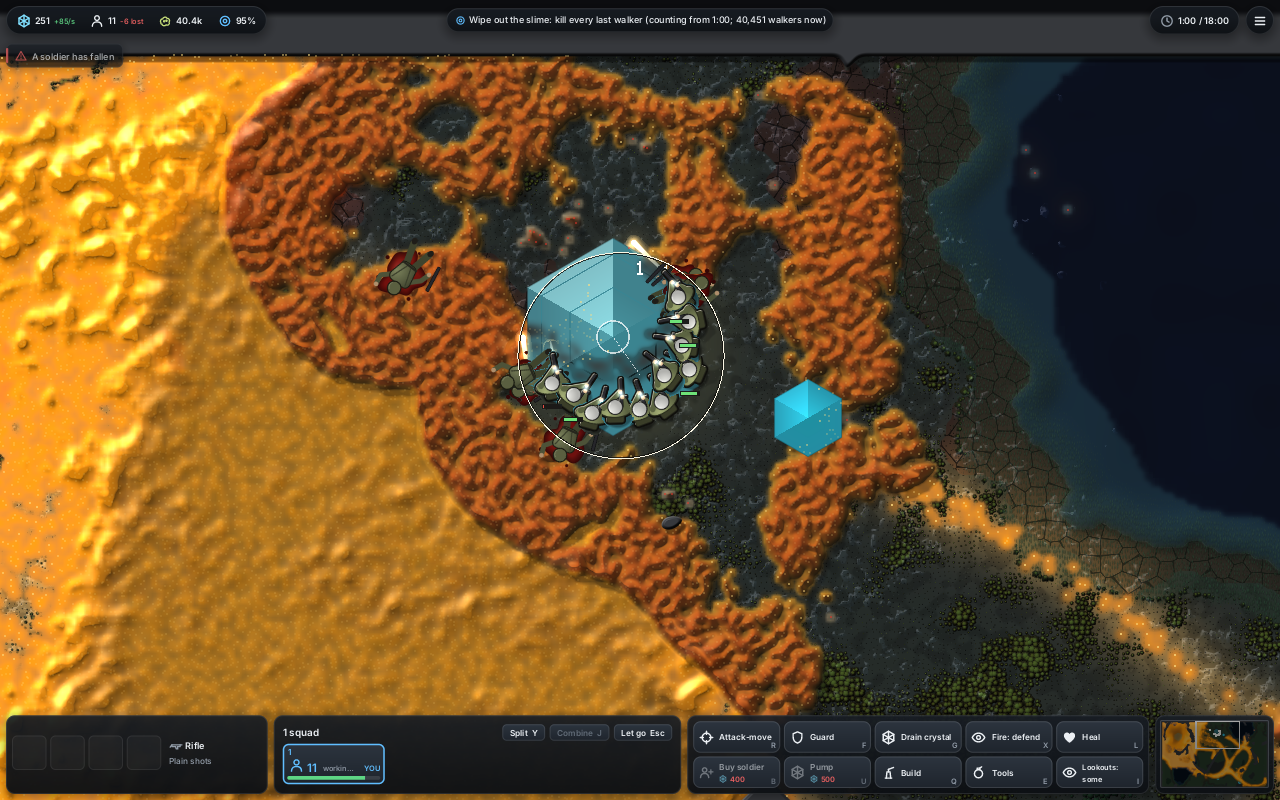 251 +85/s 11 -6 lost 40.4k 95%
Wipe out the slime: kill every last walker (counting from 1:00; 40,451 walkers now)
1:00 / 18:00
A soldier has fallen
1
Rifle
Plain shots
1 squad
Split Y Combine J Let go Esc
1
11 workin... YOU
Attack-move R
Guard F
Drain crystal G
Fire: defend X
Heal L
Buy soldier 400 B
Pump 500 U
Build Q
Tools E
Lookouts: some I